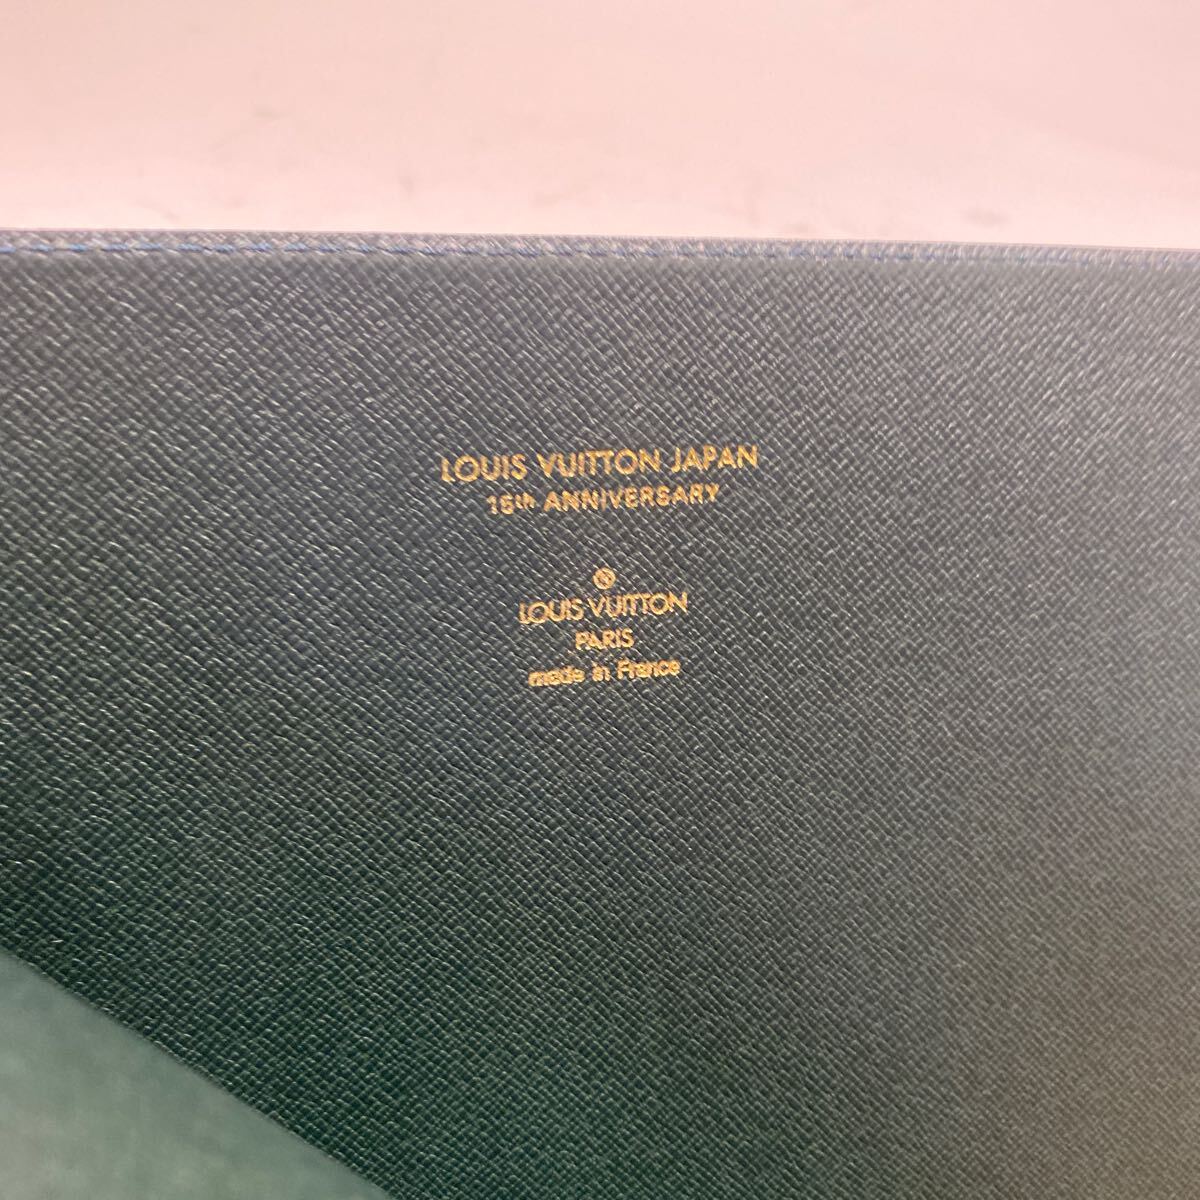 LOUIS VUITTON JAPAN
15th ANNIVERSARY
LOUIS VUITTON
PARIS
made in France